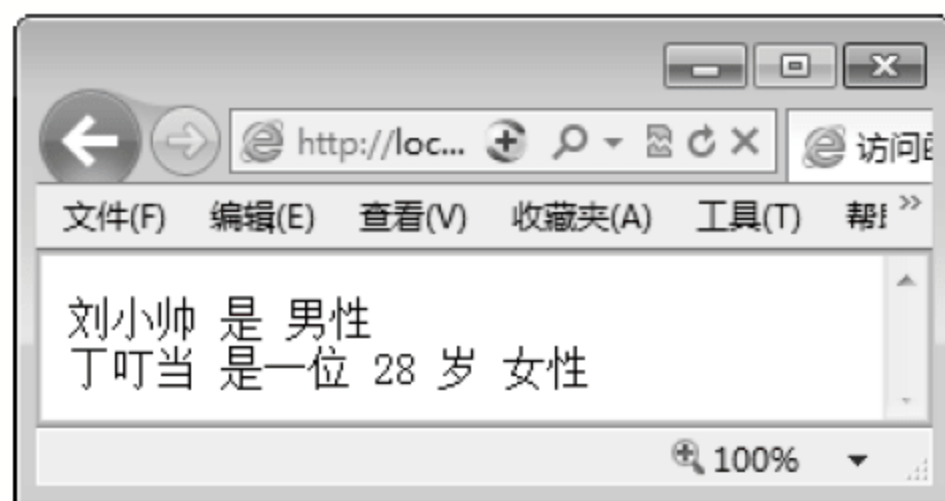 http://loc...
访问
文件(F) 编辑(E) 查看(V) 收藏夹(A) 工具(T) »
刘小帅 是 男性
丁叮当 是一位 28 岁 女性
100%